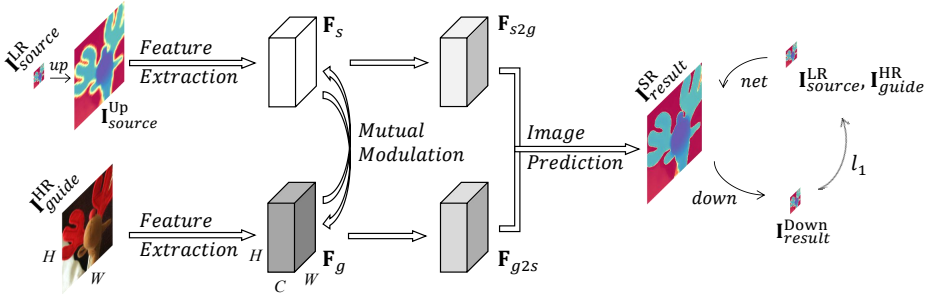 I^LR_source
up
I^Up_source
Feature
Extraction
F_s
F_s2g
Mutual
Modulation
Image
Prediction
I^SR_result
net
I^LR_source, I^HR_guide
l_1
down
I^Down_result
I^HR_guide
H
W
Feature
Extraction
H
C
W
F_g
F_g2s